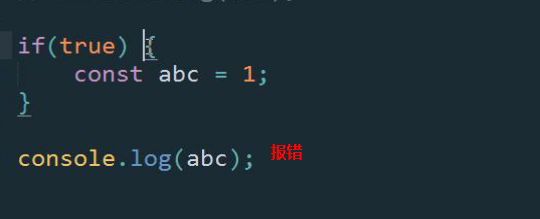 if(true) {
    const abc = 1;
}
console.log(abc); 报错